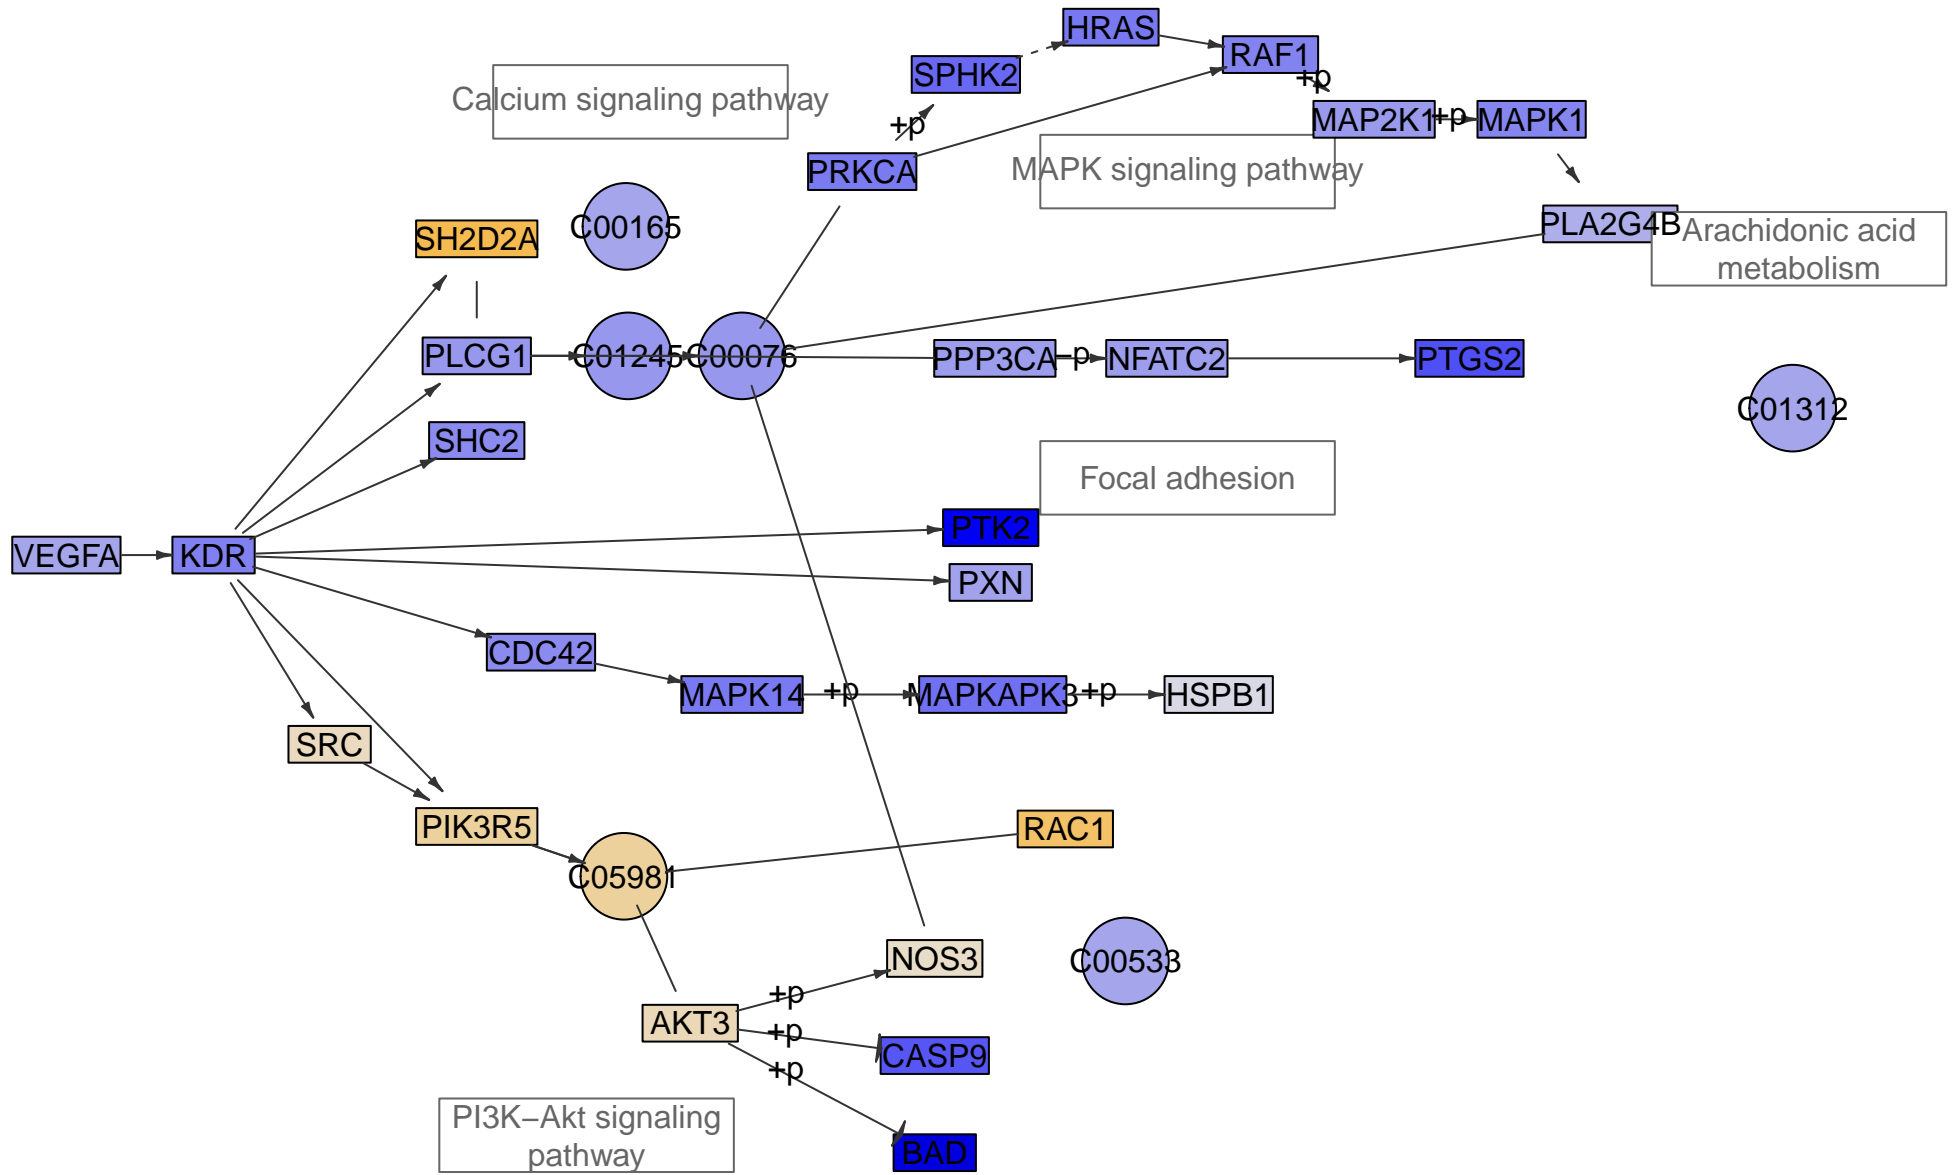 HRAS
RAF1
+p
SPHK2
Calcium signaling pathway
+p
MAP2K1
+p
MAPK1
PRKCA
MAPK signaling pathway
C00165
SH2D2A
PLA2G4B
Arachidonic acid
metabolism
PLCG1
C01245
C00076
PPP3CA
−p
NFATC2
PTGS2
C01312
SHC2
Focal adhesion
PTK2
VEGFA
KDR
PXN
CDC42
MAPK14
+p
MAPKAPK3
+p
HSPB1
SRC
PIK3R5
RAC1
C05981
NOS3
C00533
+p
AKT3
+p
CASP9
+p
PI3K−Akt signaling
pathway
BAD